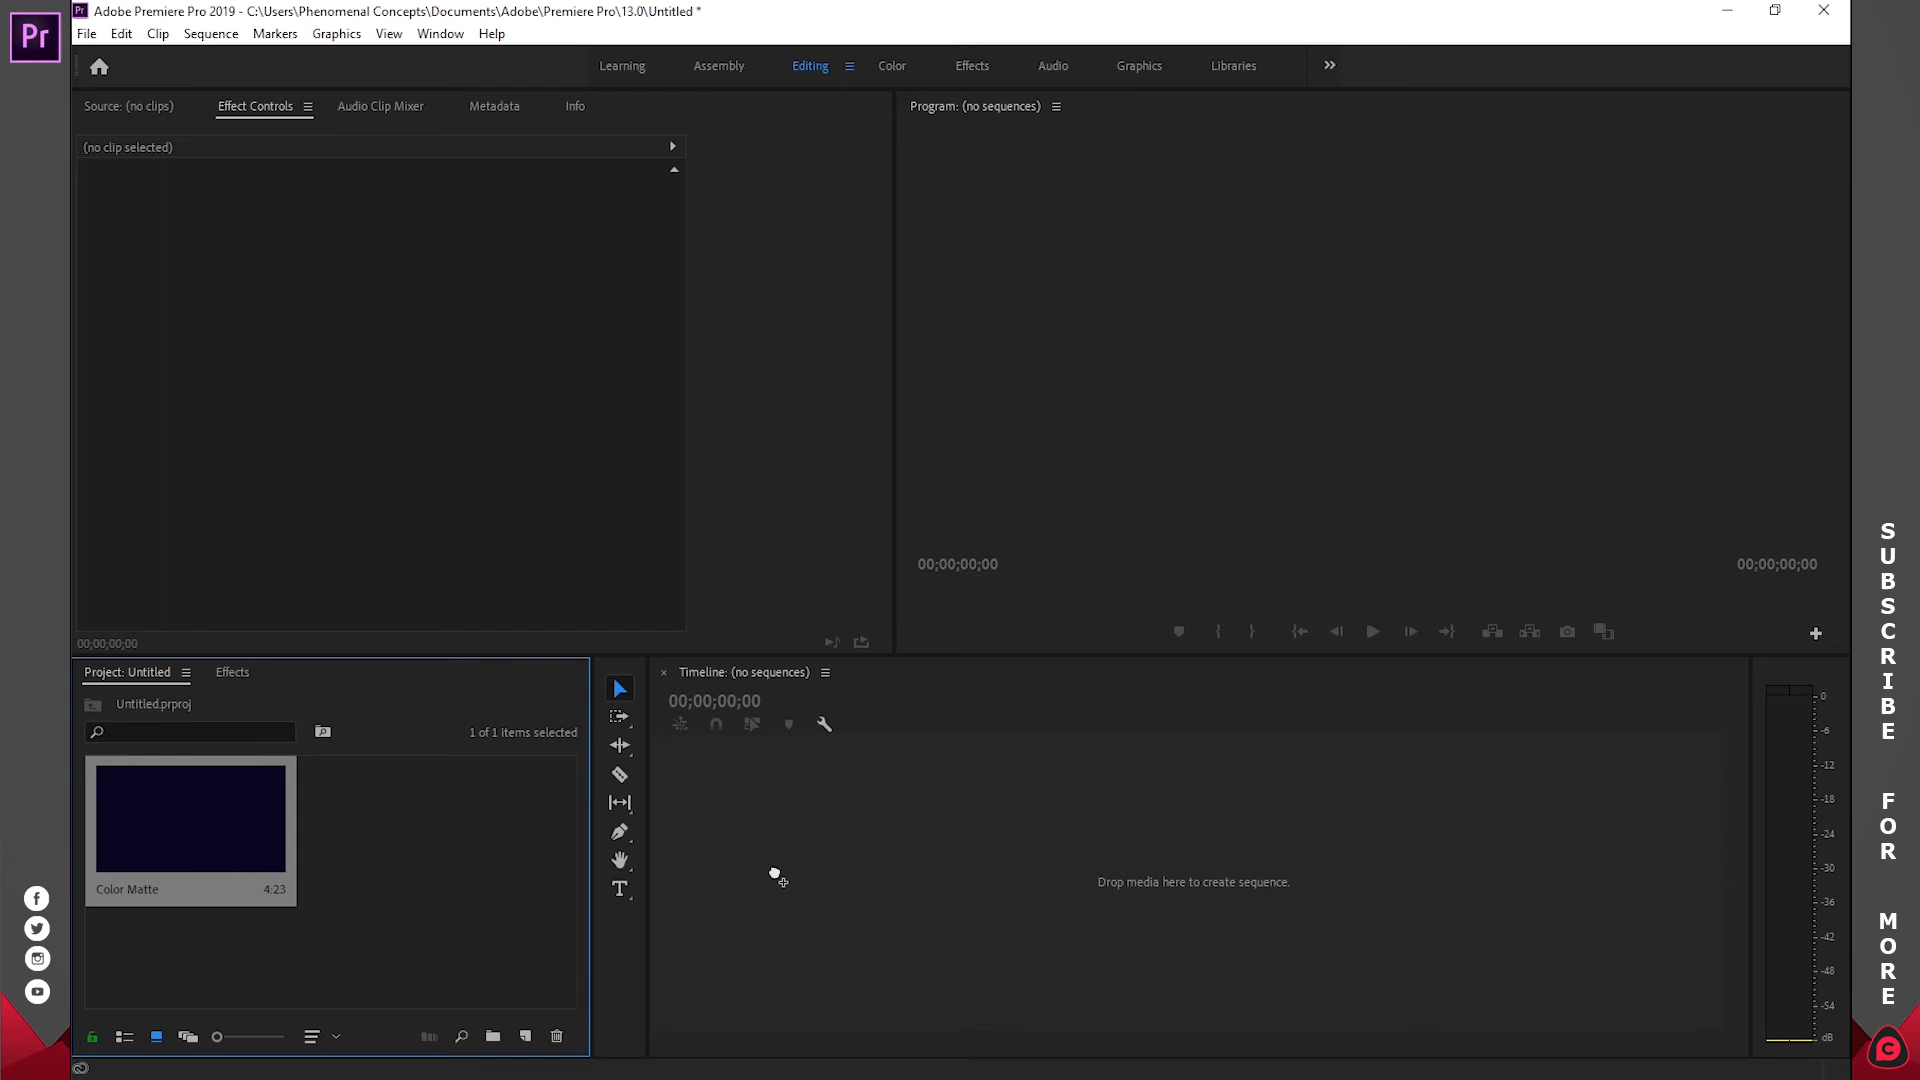 Pr
Pr Adobe Premiere Pro 2019 - C:\Users\Phenomenal Concepts\Documents\Adobe\Premiere Pro\13.0\Untitled *
File Edit Clip Sequence Markers Graphics View Window Help
Learning Assembly Editing Color Effects Audio Graphics Libraries
Source: (no clips) Effect Controls Audio Clip Mixer Metadata Info
Program: (no sequences)
(no clip selected)
00;00;00;00 00;00;00;00
00;00;00;00
Project: Untitled Effects
Untitled.prproj
1 of 1 items selected
Color Matte 4:23
T
× Timeline: (no sequences)
00;00;00;00
Drop media here to create sequence.
0
-6
-12
-18
-24
-30
-36
-42
-48
-54
dB
SUBSCRIBE
FOR
MORE